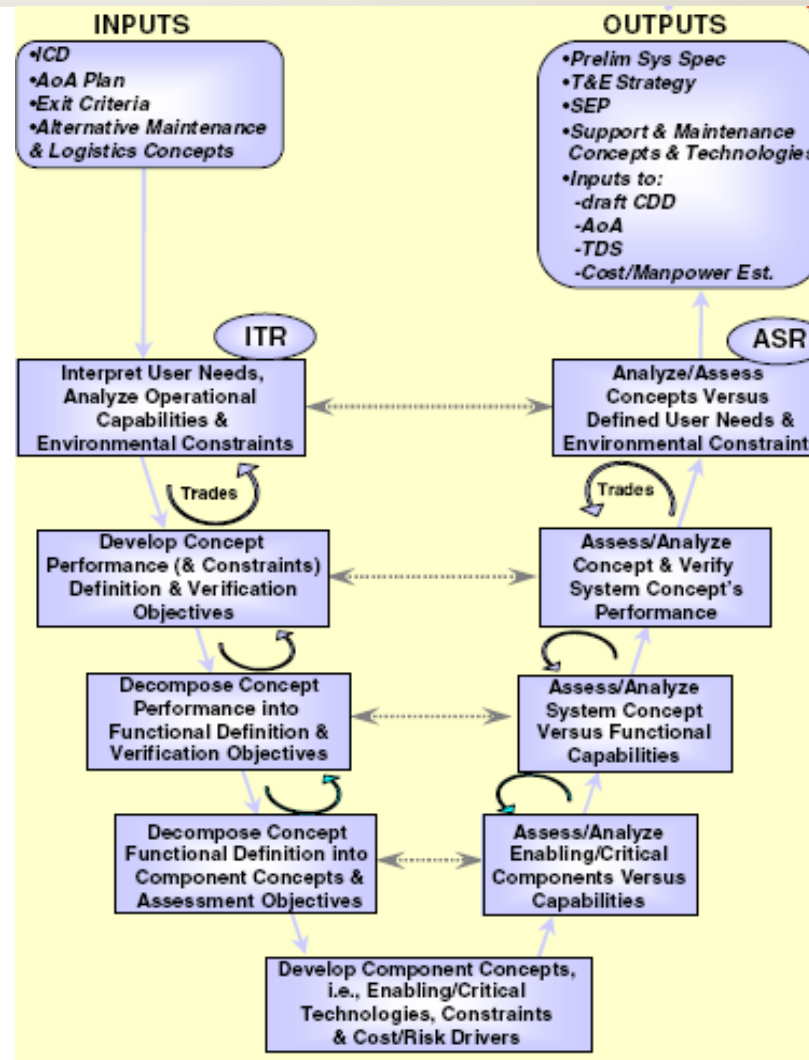 INPUTS
•ICD
•AoA Plan
•Exit Criteria
•Alternative Maintenance
& Logistics Concepts
OUTPUTS
•Prelim Sys Spec
•T&E Strategy
•SEP
•Support & Maintenance
Concepts & Technologies
•Inputs to:
-draft CDD
-AoA
-TDS
-Cost/Manpower Est.
ITR
ASR
Interpret User Needs,
Analyze Operational
Capabilities &
Environmental Constraints
Analyze/Assess
Concepts Versus
Defined User Needs &
Environmental Constraint
Trades
Trades
Develop Concept
Performance (& Constraints)
Definition & Verification
Objectives
Assess/Analyze
Concept & Verify
System Concept's
Performance
Decompose Concept
Performance into
Functional Definition &
Verification Objectives
Assess/Analyze
System Concept
Versus Functional
Capabilities
Decompose Concept
Functional Definition into
Component Concepts &
Assessment Objectives
Assess/Analyze
Enabling/Critical
Components Versus
Capabilities
Develop Component Concepts,
i.e., Enabling/Critical
Technologies, Constraints
& Cost/Risk Drivers